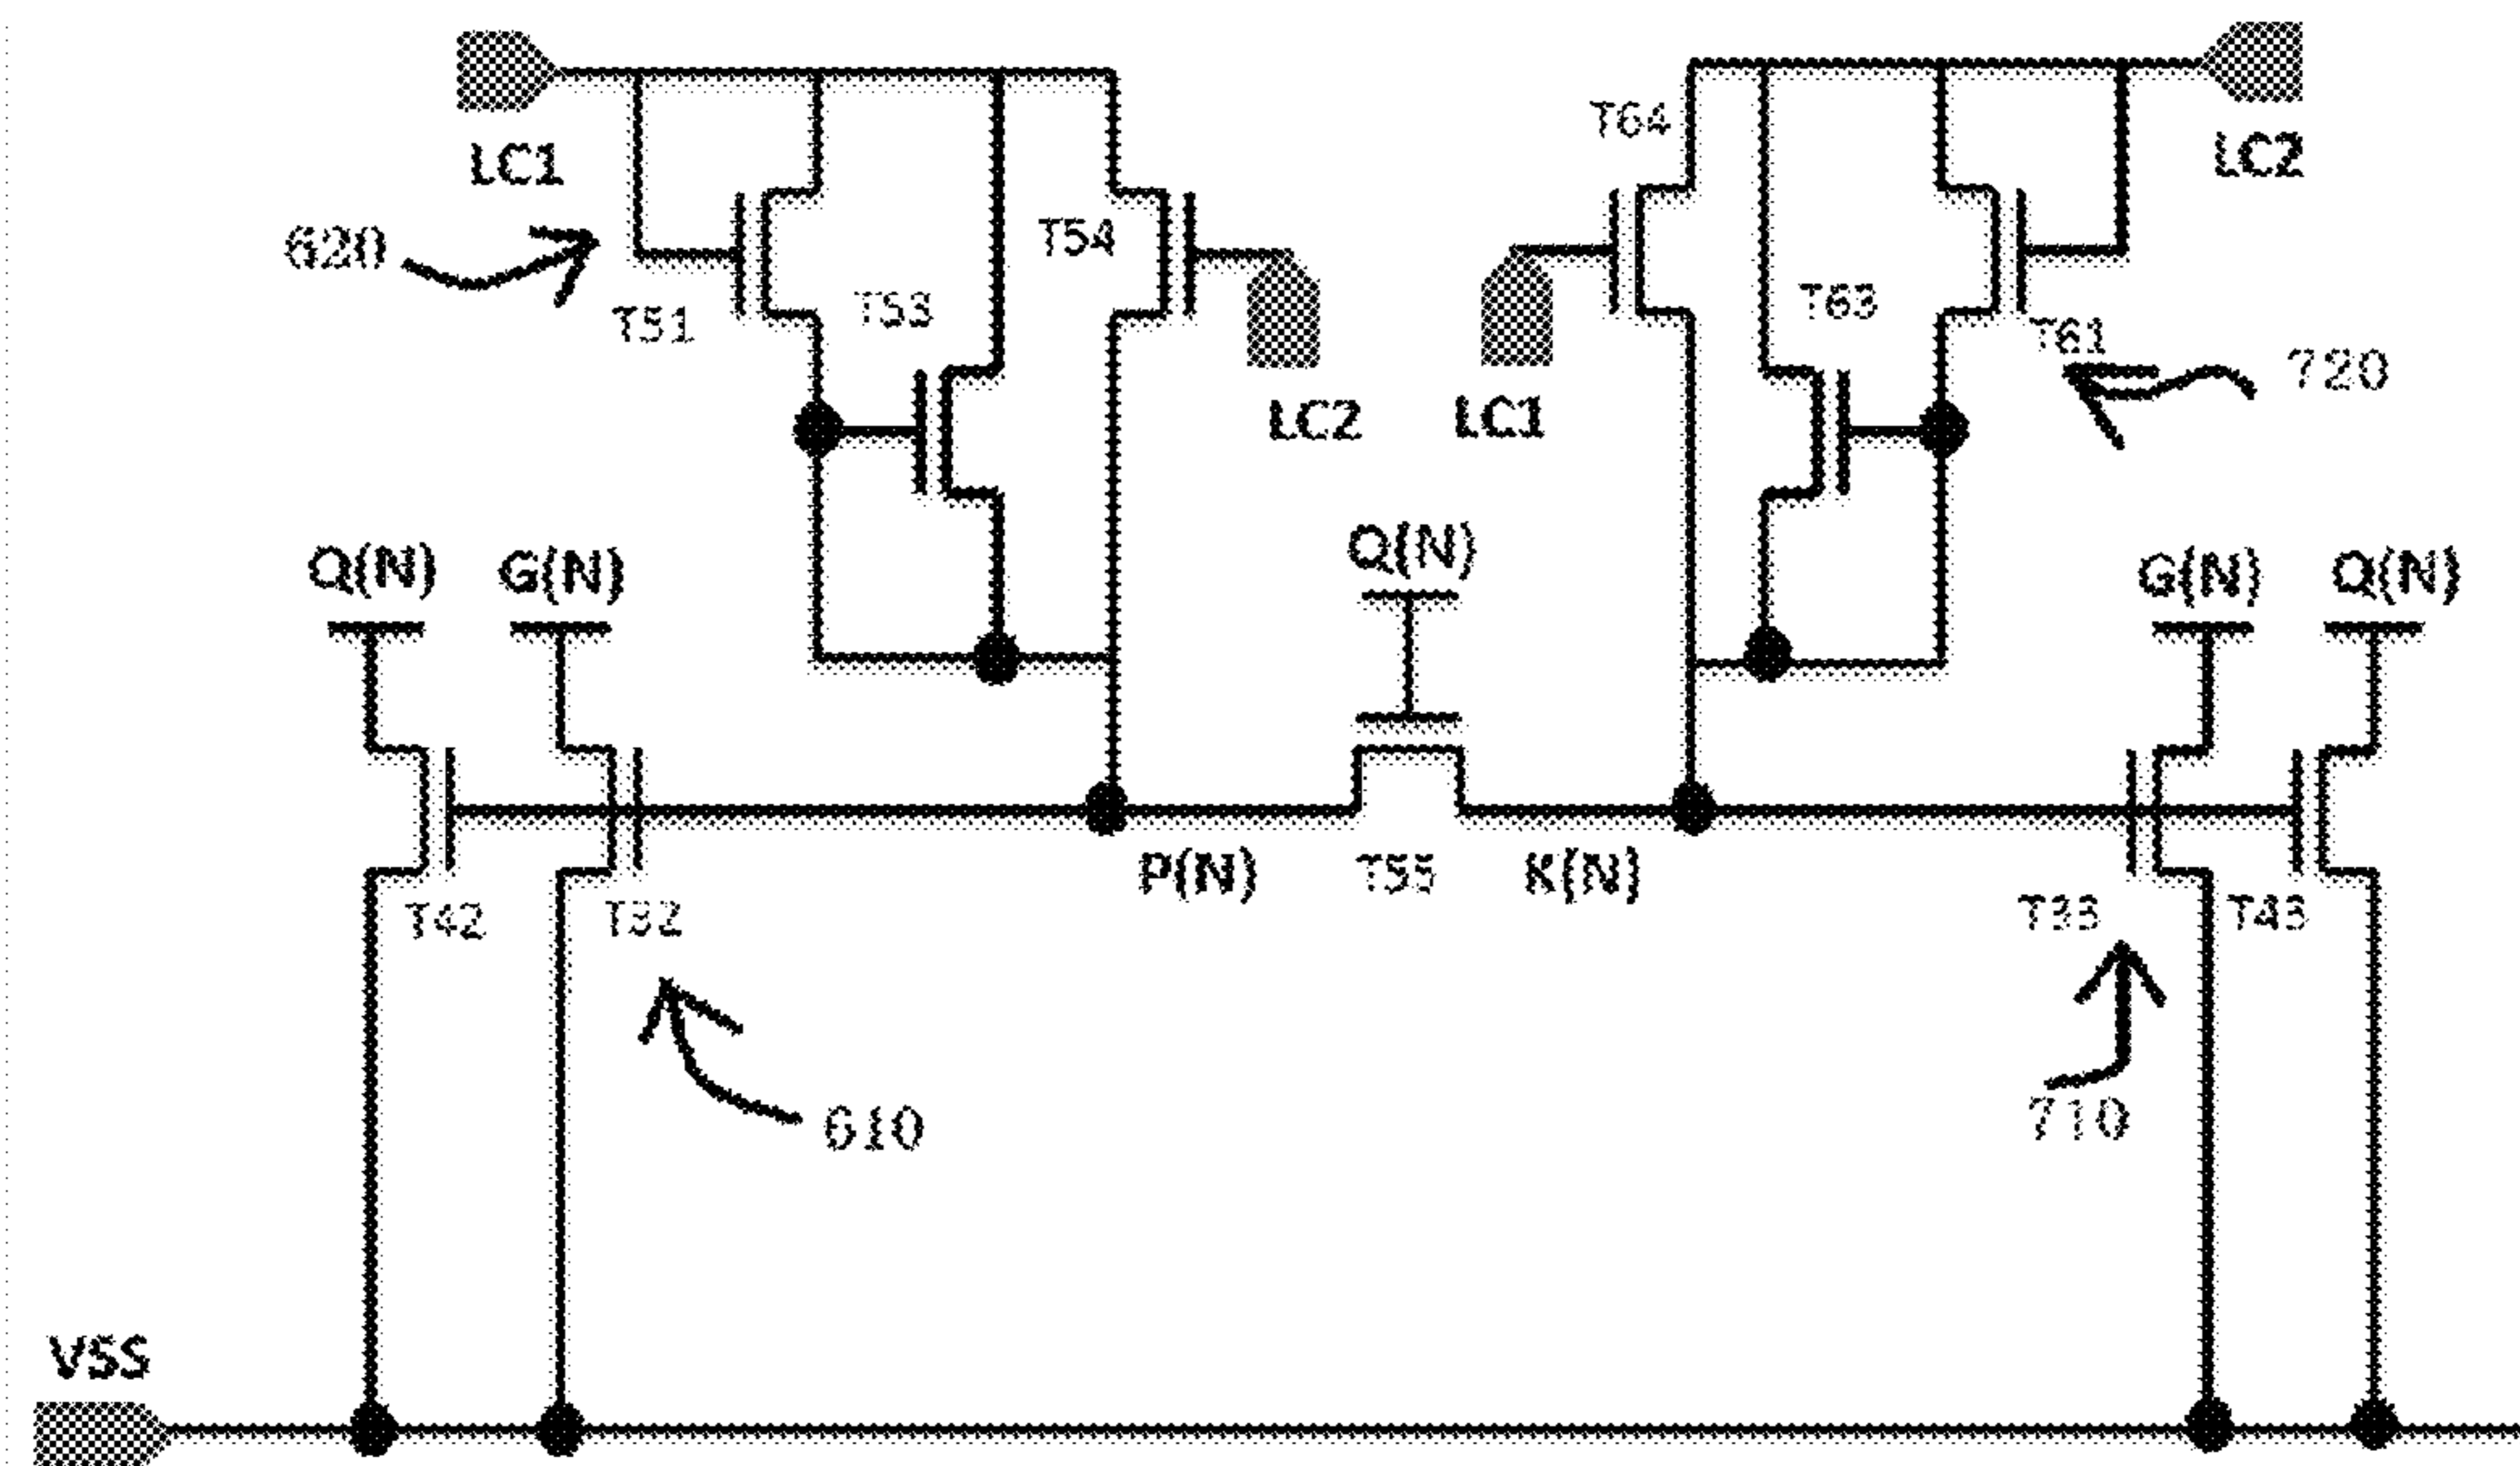 LC1
T64
LC2
620
T54
T51
T53
T63
T61
720
LC2
LC1
Q(N)
G(N)
Q(N)
G(N)
Q(N)
P(N)
T55
K(N)
T42
T32
T33
T43
610
710
VSS